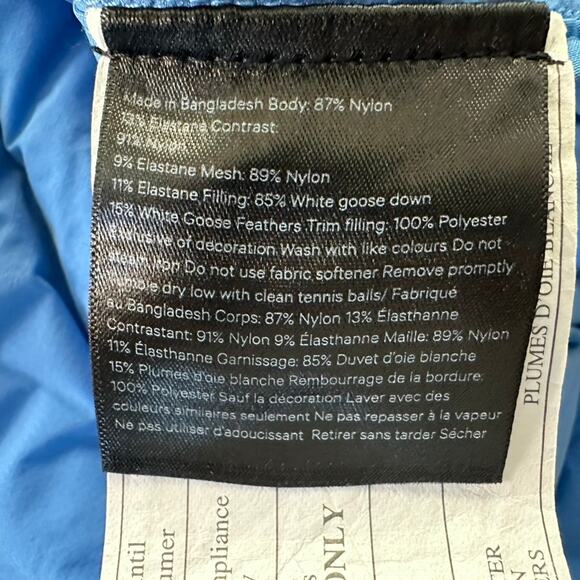 Made in Bangladesh Body: 87% Nylon
13% Elastane Contrast:
91% Nylon
9% Elastane Mesh: 89% Nylon
11% Elastane Filling: 85% White goose down
15% White Goose Feathers Trim filling: 100% Polyester
Exclusive of decoration Wash with like colours Do not
steam iron Do not use fabric softener Remove promptly
Tumble dry low with clean tennis balls/ Fabriqué
au Bangladesh Corps: 87% Nylon 13% Élasthanne
Contrastant: 91% Nylon 9% Élasthanne Maille: 89% Nylon
11% Élasthanne Garnissage: 85% Duvet d'oie blanche
15% Plumes d'oie blanche Rembourrage de la bordure:
100% Polyester Sauf la décoration Laver avec des
couleurs similaires seulement Ne pas repasser à la vapeur
Ne pas utiliser d'adoucissant Retirer sans tarder Sécher
PLUMES D'OIE BLANCHE
ONLY